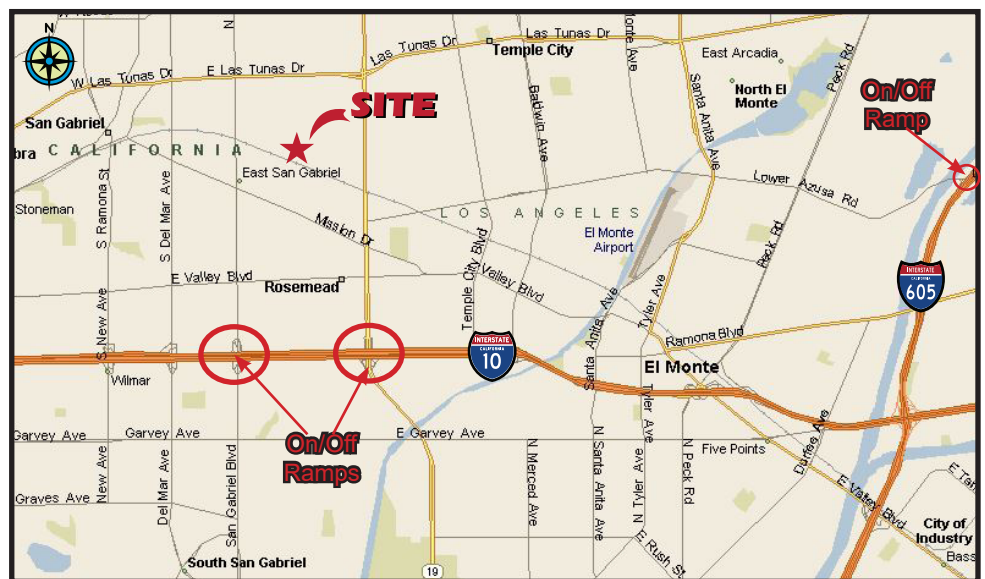 N
N
Las Tunas Dr
Las Tunas Dr
Temple City
East Arcadia
Peck Rd
W Las Tunas Dr
E Las Tunas Dr
North El
Monte
On/Off
Ramp
SITE
Baldwin Ave
Santa Anita Ave
San Gabriel
bra
CALIFORNIA
East San Gabriel
Lower Azusa Rd
Stoneman
S Ramona St
S Del Mar Ave
Mission Dr
LOS ANGELES
El Monte
Airport
Peck Rd
E Valley Blvd
Rosemead
Temple City Blvd
Valley Blvd
INTERSTATE
CALIFORNIA
605
S New Ave
Santa Anita Ave
Tyler Ave
Ramona Blvd
INTERSTATE
CALIFORNIA
10
Wilmar
El Monte
Tyler Ave
Garvey Ave
Garvey Ave
E Garvey Ave
On/Off
Ramps
Five Points
Durfee Ave
New Ave
Del Mar Ave
San Gabriel Blvd
N Merced Ave
N Santa Anita Ave
N Tyler Ave
N Peck Rd
Graves Ave
E Valley Blvd
City of
Industry
Bass
E Rush St
South San Gabriel
19